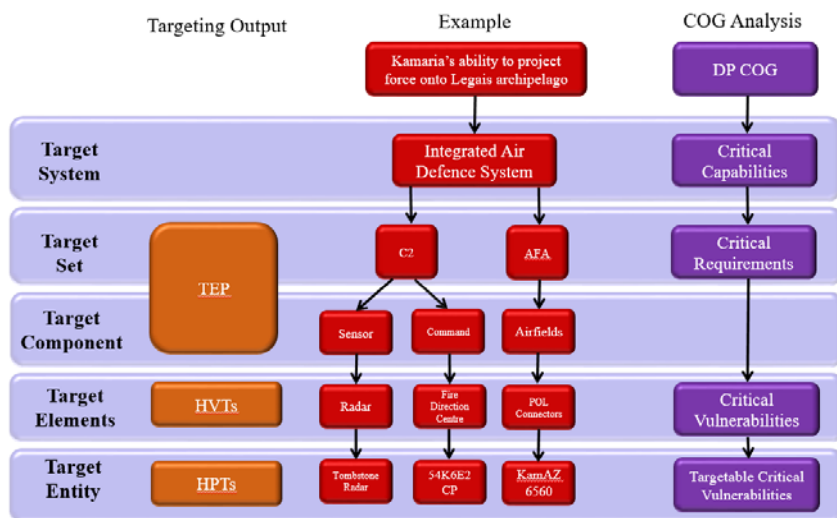 Targeting Output
Example
COG Analysis
Kamaria's ability to project
force onto Legais archipelago
DP COG
Target
System
Integrated Air
Defence System
Critical
Capabilities
Target
Set
TEP
C2
AFA
Critical
Requirements
Target
Component
Sensor
Command
Airfields
Target
Elements
HVTs
Radar
Fire
Direction
Centre
POL
Connectors
Critical
Vulnerabilities
Target
Entity
HPTs
Tombstone
Radar
54K6E2
CP
KamAZ
6560
Targetable Critical
Vulnerabilities